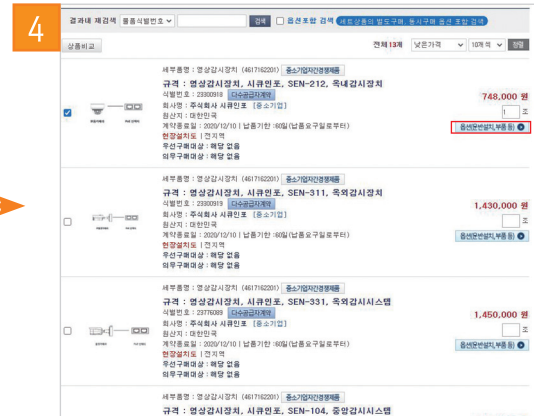 4
결과내 재검색 물품식별번호 검색 옵션포함 검색 (세트상품의 별도구매, 동시구매 옵션 포함 검색)
상품비교 전체 13개 낮은가격 10개씩 정렬
세부품명 : 영상감시장치 (4617162201) 중소기업자간경쟁제품
규격 : 영상감시장치, 시큐인포, SEN-212, 옥내감시장치
식별번호 : 23300918 다수공급자계약
회사명 : 주식회사 시큐인포 [중소기업]
원산지 : 대한민국
계약종료일 : 2020/12/10 | 납품기한 :60일(납품요구일로부터)
현장설치도 | 전지역
우선구매대상 : 해당 없음
의무구매대상 : 해당 없음
748,000 원
1 조
옵션(운반설치,부품 등)
세부품명 : 영상감시장치 (4617162201) 중소기업자간경쟁제품
규격 : 영상감시장치, 시큐인포, SEN-311, 옥외감시장치
식별번호 : 23300919 다수공급자계약
회사명 : 주식회사 시큐인포 [중소기업]
원산지 : 대한민국
계약종료일 : 2020/12/10 | 납품기한 :60일(납품요구일로부터)
현장설치도 | 전지역
우선구매대상 : 해당 없음
의무구매대상 : 해당 없음
1,430,000 원
조
옵션(운반설치,부품 등)
세부품명 : 영상감시장치 (4617162201) 중소기업자간경쟁제품
규격 : 영상감시장치, 시큐인포, SEN-331, 옥외감시시스템
식별번호 : 23776089 다수공급자계약
회사명 : 주식회사 시큐인포 [중소기업]
원산지 : 대한민국
계약종료일 : 2020/12/10 | 납품기한 :60일(납품요구일로부터)
현장설치도 | 전지역
우선구매대상 : 해당 없음
의무구매대상 : 해당 없음
1,450,000 원
조
옵션(운반설치,부품 등)
세부품명 : 영상감시장치 (4617162201) 중소기업자간경쟁제품
규격 : 영상감시장치, 시큐인포, SEN-104, 중앙감시시스템